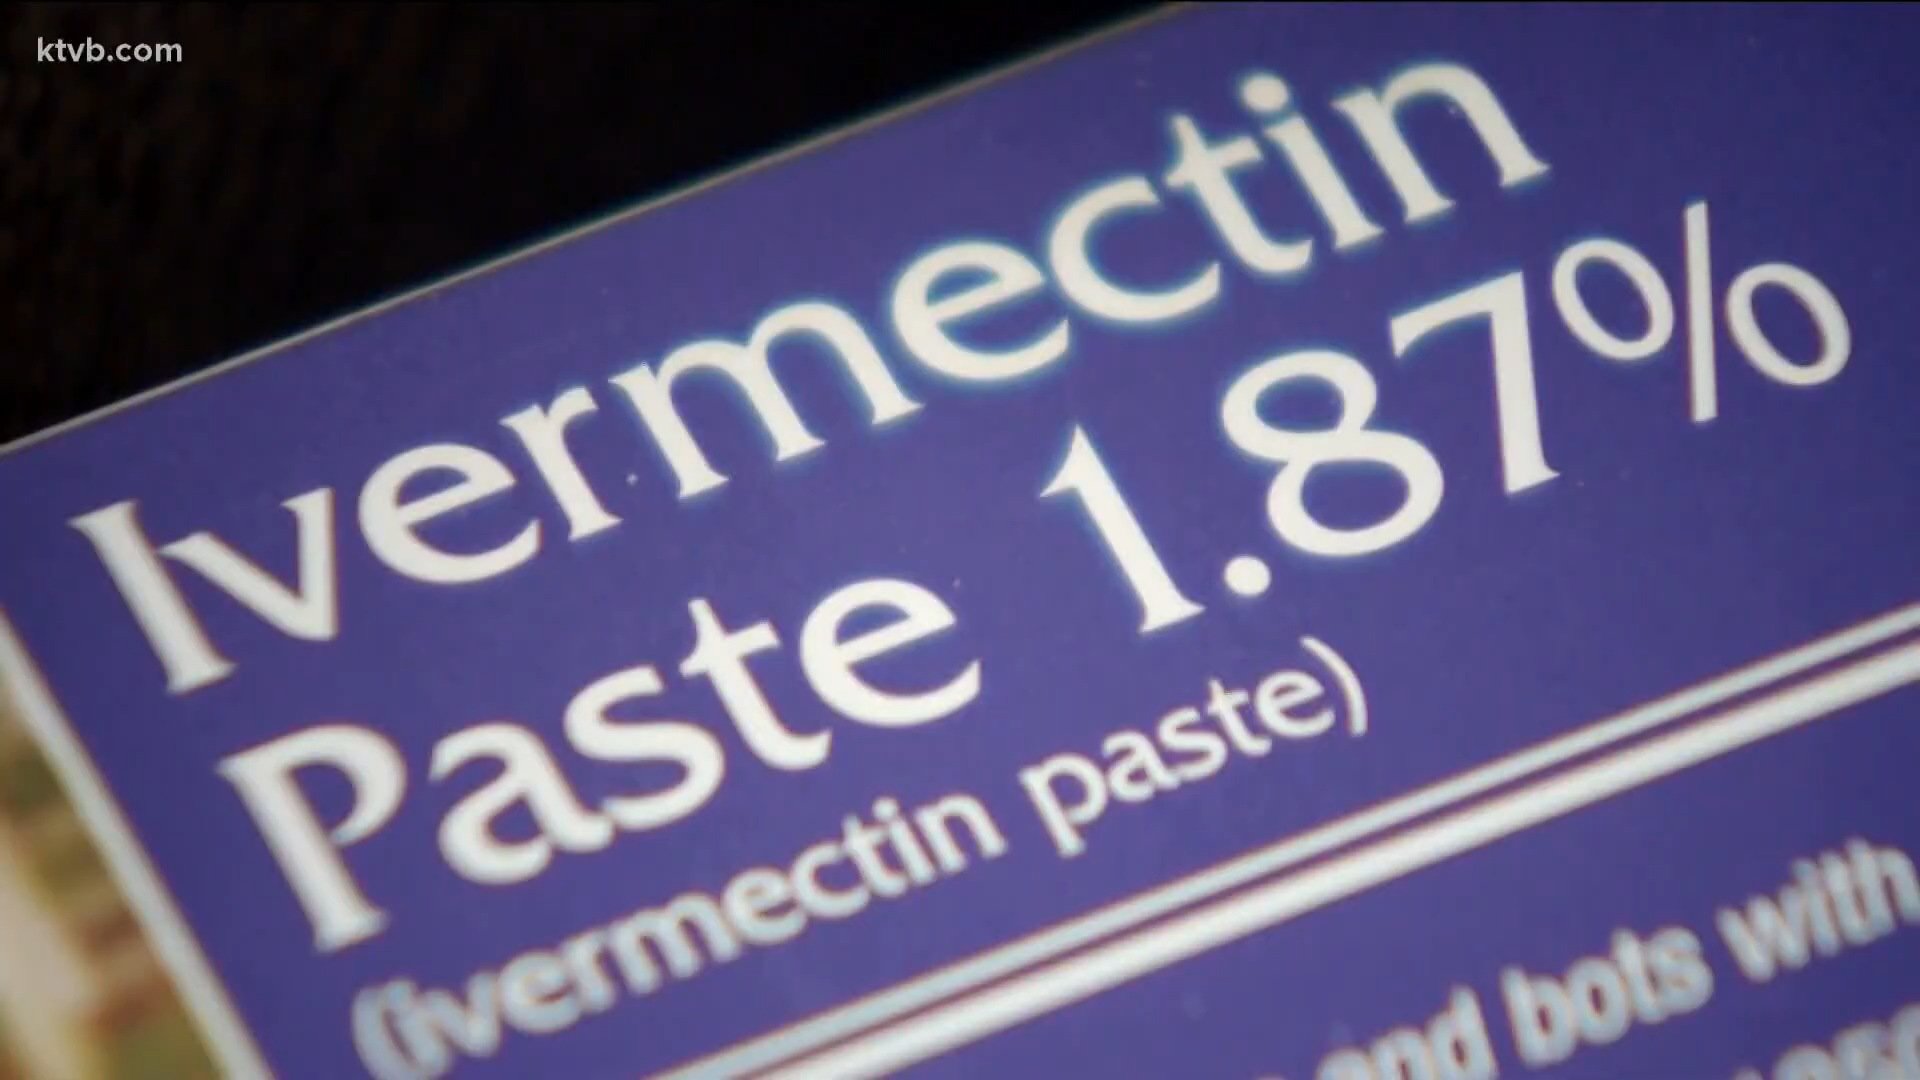 ktvb.com
Ivermectin
Paste 1.87%
(ivermectin paste)
and bots with